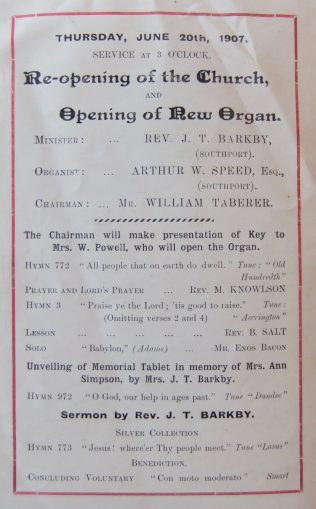 THURSDAY, JUNE 20th, 1907.
SERVICE AT 3 O'CLOCK.
Re-opening of the Church,
AND
Opening of New Organ.
MINISTER: ... REV. J. T. BARKBY,
(SOUTHPORT).
ORGANIST: ... ARTHUR W. SPEED, ESQ.,
(SOUTHPORT).
CHAIRMAN: ... MR. WILLIAM TABERER.
The Chairman will make presentation of Key to
Mrs. W. Powell, who will open the Organ.
HYMN 772 "All people that on earth do dwell." Tune: "Old
Hundredth"
PRAYER AND LORD'S PRAYER ... REV. M. KNOWLSON
HYMN 3 "Praise ye the Lord; 'tis good to raise." Tune:
(Omitting verses 2 and 4) "Accrington"
LESSON ... ... ... ... ... REV. B. SALT
SOLO "Babylon," (Adams) ... MR. ENOS BACON
Unveiling of Memorial Tablet in memory of Mrs. Ann
Simpson, by Mrs. J. T. Barkby.
HYMN 972 "O God, our help in ages past." Tune "Dundee"
Sermon by Rev. J. T. BARKBY.
SILVER COLLECTION
HYMN 773 "Jesus! where'er Thy people meet." Tune "Lasus"
BENEDICTION.
CONCLUDING VOLUNTARY "Con moto moderato" Smart